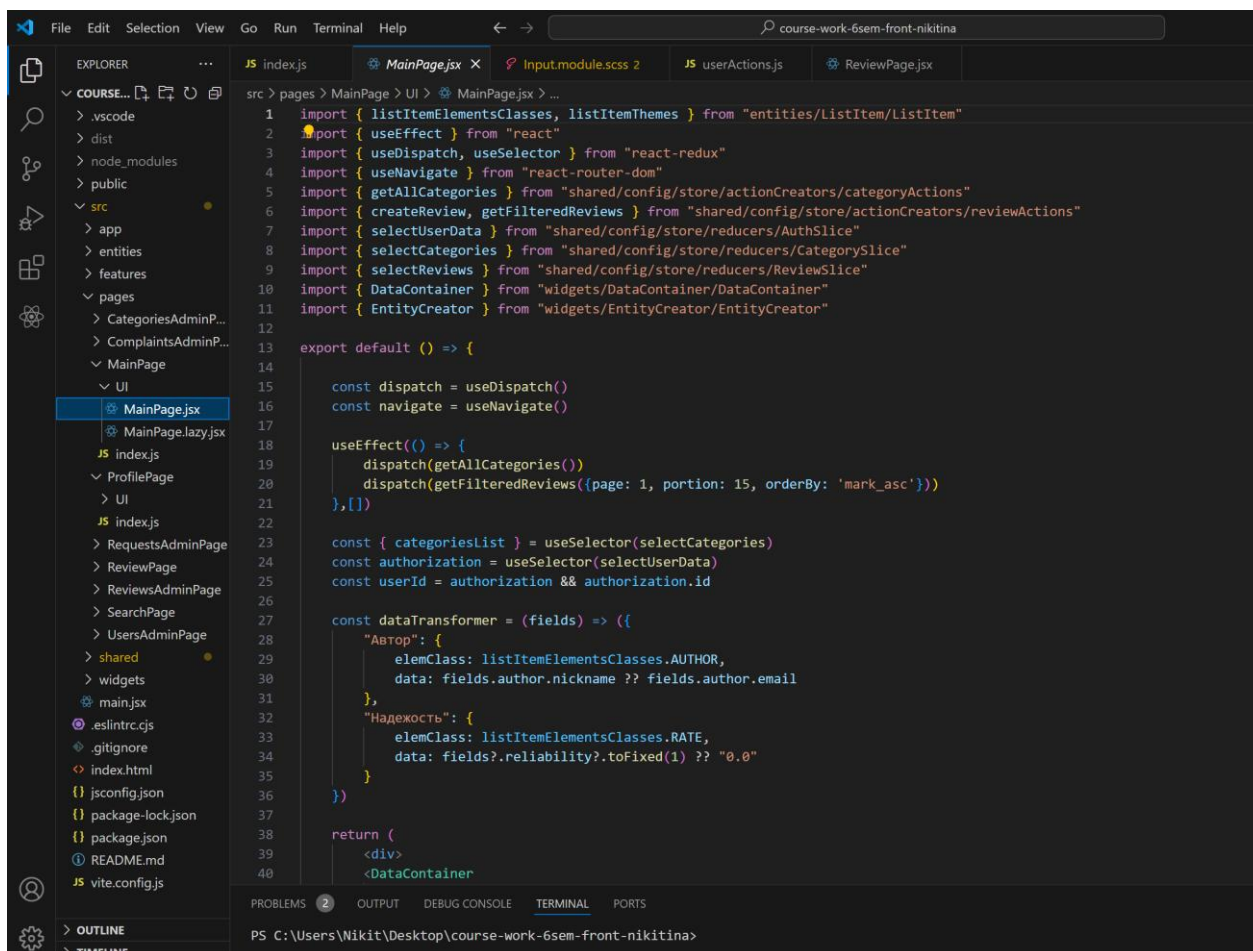 File Edit Selection View Go Run Terminal Help
course-work-6sem-front-nikitina
EXPLORER
COURSE...
.vscode
dist
node_modules
public
src
app
entities
features
pages
CategoriesAdminP...
ComplaintsAdminP...
MainPage
UI
MainPage.jsx
MainPage.lazy.jsx
JS index.js
ProfilePage
UI
JS index.js
RequestsAdminPage
ReviewPage
ReviewsAdminPage
SearchPage
UsersAdminPage
shared
widgets
main.jsx
.eslintrc.cjs
.gitignore
index.html
{} jsconfig.json
{} package-lock.json
{} package.json
README.md
JS vite.config.js
OUTLINE
TIMELINE
JS index.js MainPage.jsx Input.module.scss 2 JS userActions.js ReviewPage.jsx
src > pages > MainPage > UI > MainPage.jsx > ...
1 import { listItemElementsClasses, listItemThemes } from "entities/ListItem/ListItem"
2 import { useEffect } from "react"
3 import { useDispatch, useSelector } from "react-redux"
4 import { useNavigate } from "react-router-dom"
5 import { getAllCategories } from "shared/config/store/actionCreators/categoryActions"
6 import { createReview, getFilteredReviews } from "shared/config/store/actionCreators/reviewActions"
7 import { selectUserData } from "shared/config/store/reducers/AuthSlice"
8 import { selectCategories } from "shared/config/store/reducers/CategorySlice"
9 import { selectReviews } from "shared/config/store/reducers/ReviewSlice"
10 import { DataContainer } from "widgets/DataContainer/DataContainer"
11 import { EntityCreator } from "widgets/EntityCreator/EntityCreator"
12
13 export default () => {
14
15 const dispatch = useDispatch()
16 const navigate = useNavigate()
17
18 useEffect(() => {
19 dispatch(getAllCategories())
20 dispatch(getFilteredReviews({page: 1, portion: 15, orderBy: 'mark_asc'}))
21 },[])
22
23 const { categoriesList } = useSelector(selectCategories)
24 const authorization = useSelector(selectUserData)
25 const userId = authorization && authorization.id
26
27 const dataTransformer = (fields) => ({
28 "Автор": {
29 elemClass: listItemElementsClasses.AUTHOR,
30 data: fields.author.nickname ?? fields.author.email
31 },
32 "Надежость": {
33 elemClass: listItemElementsClasses.RATE,
34 data: fields?.reliability?.toFixed(1) ?? "0.0"
35 }
36 })
37
38 return (
39 <div>
40 <DataContainer
PROBLEMS 2 OUTPUT DEBUG CONSOLE TERMINAL PORTS
PS C:\Users\Nikit\Desktop\course-work-6sem-front-nikitina>